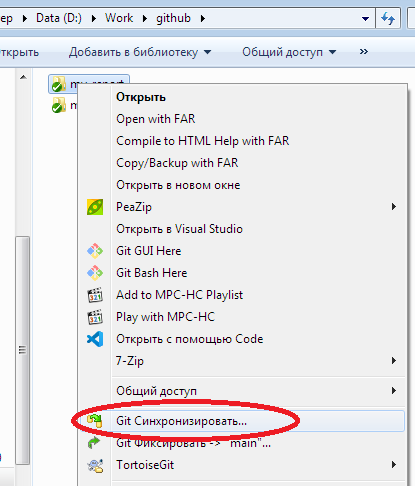 ер ▸ Data (D:) ▸ Work ▸ github ▸
ткрыть Добавить в библиотеку ▼ Общий доступ ▼ »
Открыть
Open with FAR
Compile to HTML Help with FAR
Copy/Backup with FAR
Открыть в новом окне
PeaZip
Открыть в Visual Studio
Git GUI Here
Git Bash Here
Add to MPC-HC Playlist
Play with MPC-HC
Открыть с помощью Code
7-Zip
Общий доступ
Git Синхронизировать...
Git Фиксировать -> "main"...
TortoiseGit